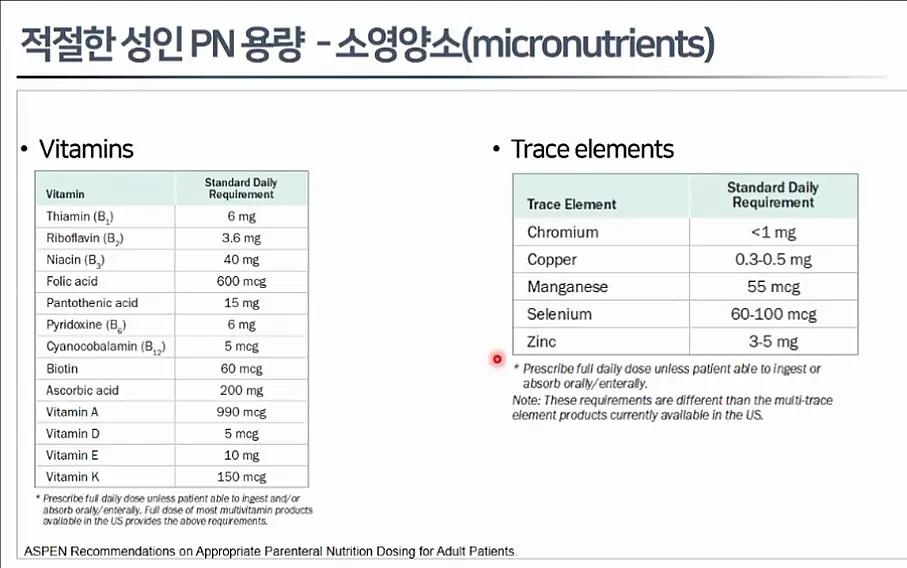 적절한 성인 PN 용량 - 소영양소(micronutrients)
• Vitamins
Vitamin Standard Daily Requirement
Thiamin (B1) 6 mg
Riboflavin (B2) 3.6 mg
Niacin (B3) 40 mg
Folic acid 600 mcg
Pantothenic acid 15 mg
Pyridoxine (B6) 6 mg
Cyanocobalamin (B12) 5 mcg
Biotin 60 mcg
Ascorbic acid 200 mg
Vitamin A 990 mcg
Vitamin D 5 mcg
Vitamin E 10 mg
Vitamin K 150 mcg
* Prescribe full daily dose unless patient able to ingest and/or
absorb orally/enterally. Full dose of most multivitamin products
available in the US provides the above requirements.
• Trace elements
Trace Element Standard Daily Requirement
Chromium <1 mg
Copper 0.3-0.5 mg
Manganese 55 mcg
Selenium 60-100 mcg
Zinc 3-5 mg
* Prescribe full daily dose unless patient able to ingest or
absorb orally/enterally.
Note: These requirements are different than the multi-trace
element products currently available in the US.
ASPEN Recommendations on Appropriate Parenteral Nutrition Dosing for Adult Patients.